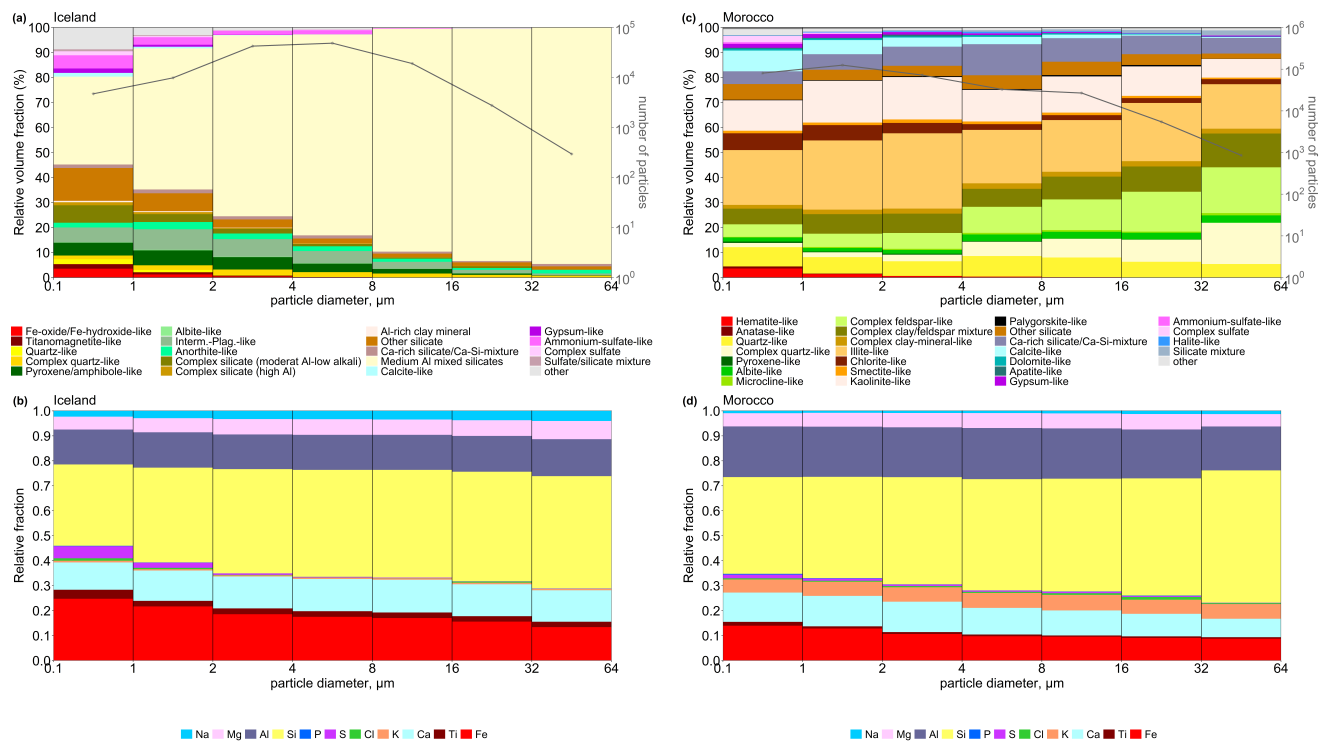 (a) Iceland
Relative volume fraction (%)
100
90
80
70
60
50
40
30
20
10
0
10^5
10^4
10^3
10^2
10^1
10^0
number of particles
0.1 1 2 4 8 16 32 64
particle diameter, µm
Fe-oxide/Fe-hydroxide-like
Titanomagnetite-like
Quartz-like
Complex quartz-like
Pyroxene/amphibole-like
Albite-like
Interm.-Plag.-like
Anorthite-like
Complex silicate (moderat Al-low alkali)
Complex silicate (high Al)
Al-rich clay mineral
Other silicate
Ca-rich silicate/Ca-Si-mixture
Medium Al mixed silicates
Calcite-like
Gypsum-like
Ammonium-sulfate-like
Complex sulfate
Sulfate/silicate mixture
other
(c) Morocco
Relative volume fraction (%)
100
90
80
70
60
50
40
30
20
10
0
10^6
10^5
10^4
10^3
10^2
10^1
10^0
number of particles
0.1 1 2 4 8 16 32 64
particle diameter, µm
Hematite-like
Anatase-like
Quartz-like
Complex quartz-like
Pyroxene-like
Albite-like
Microcline-like
Complex feldspar-like
Complex clay/feldspar mixture
Complex clay-mineral-like
Illite-like
Chlorite-like
Smectite-like
Kaolinite-like
Palygorskite-like
Other silicate
Ca-rich silicate/Ca-Si-mixture
Calcite-like
Dolomite-like
Apatite-like
Gypsum-like
Ammonium-sulfate-like
Complex sulfate
Halite-like
Silicate mixture
other
(b) Iceland
Relative fraction
1.0
0.9
0.8
0.7
0.6
0.5
0.4
0.3
0.2
0.1
0.0
0.1 1 2 4 8 16 32 64
particle diameter, µm
Na Mg Al Si P S Cl K Ca Ti Fe
(d) Morocco
Relative fraction
1.0
0.9
0.8
0.7
0.6
0.5
0.4
0.3
0.2
0.1
0.0
0.1 1 2 4 8 16 32 64
particle diameter, µm
Na Mg Al Si P S Cl K Ca Ti Fe